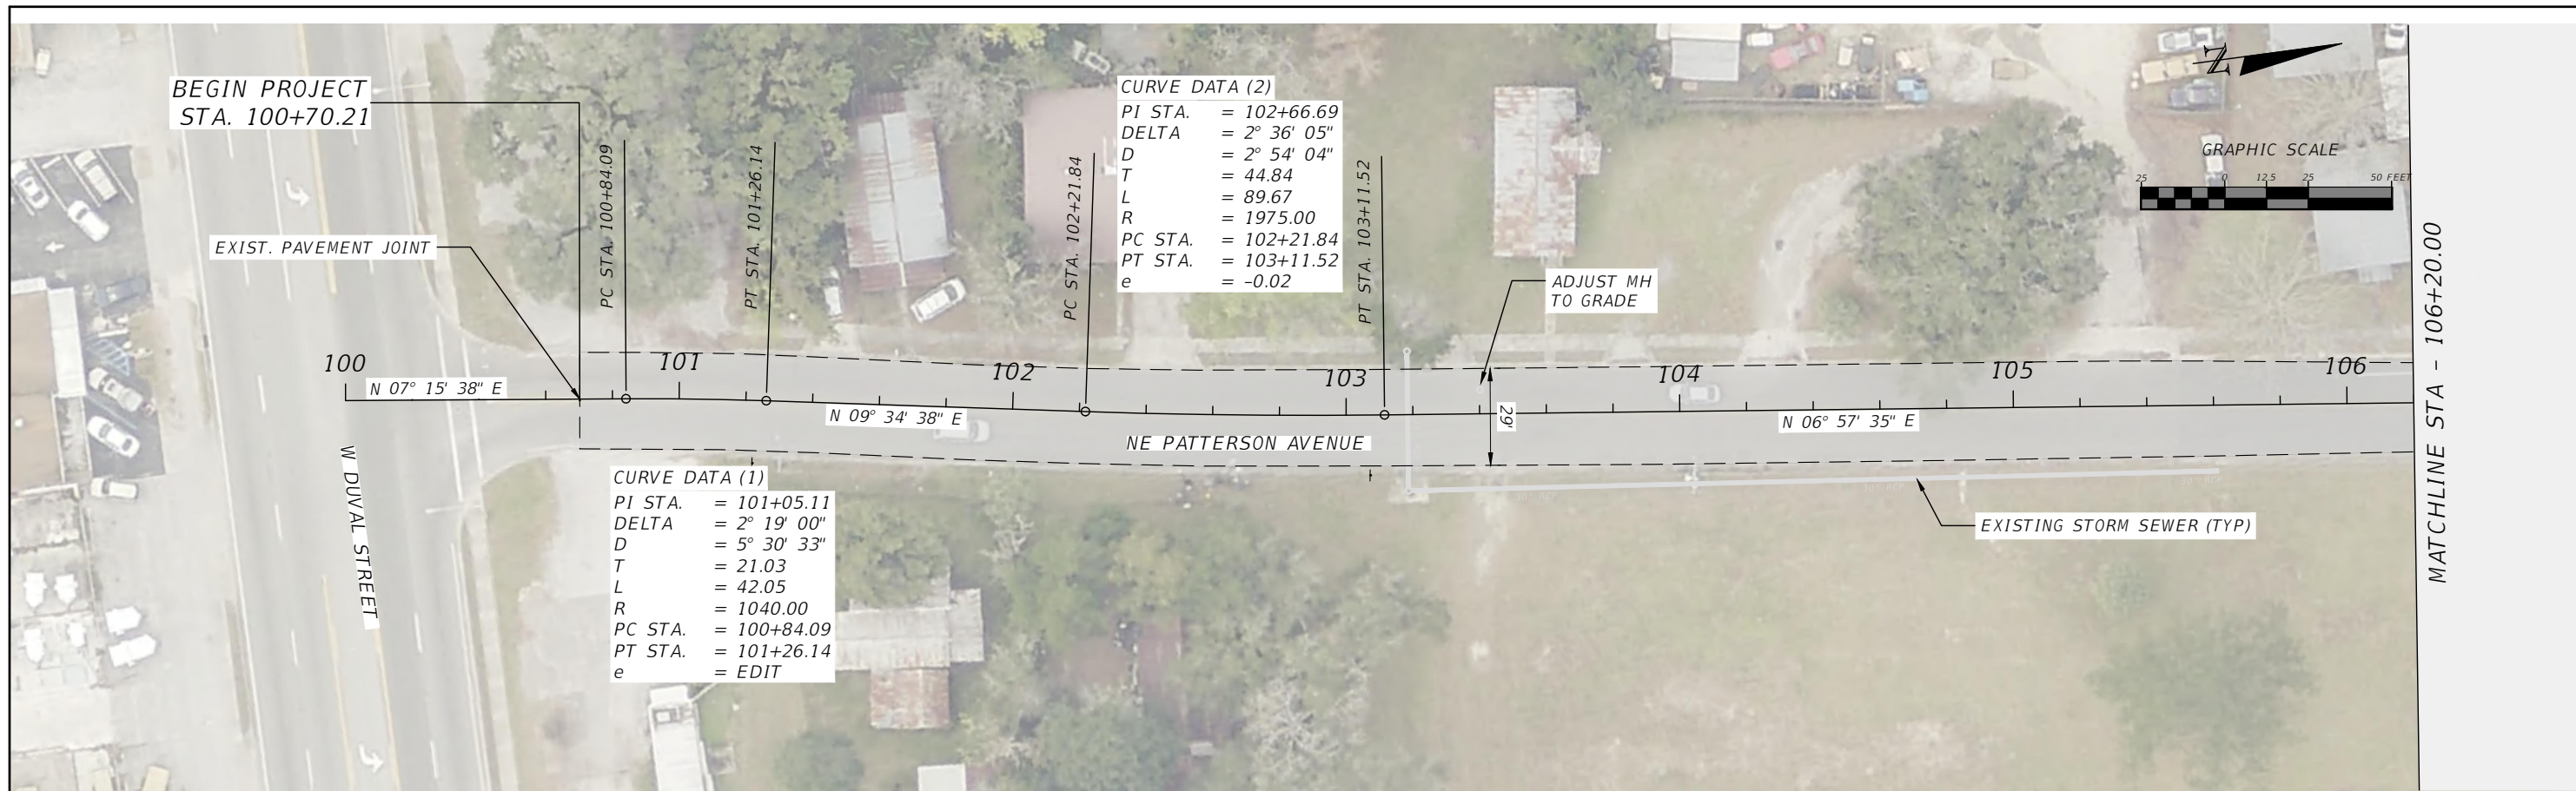 BEGIN PROJECT
STA. 100+70.21
EXIST. PAVEMENT JOINT
PC STA. 100+84.09
PT STA. 101+26.14
PC STA. 102+21.84
CURVE DATA (2)
PI STA. = 102+66.69
DELTA = 2° 36' 05"
D = 2° 54' 04"
T = 44.84
L = 89.67
R = 1975.00
PC STA. = 102+21.84
PT STA. = 103+11.52
e = -0.02
PT STA. 103+11.52
ADJUST MH
TO GRADE
N
GRAPHIC SCALE
25 0 12.5 25 50 FEET
MATCHLINE STA - 106+20.00
100 101 102 103 104 105 106
N 07° 15' 38" E
N 09° 34' 38" E
N 06° 57' 35" E
29'
NE PATTERSON AVENUE
W DUVAL STREET
CURVE DATA (1)
PI STA. = 101+05.11
DELTA = 2° 19' 00"
D = 5° 30' 33"
T = 21.03
L = 42.05
R = 1040.00
PC STA. = 100+84.09
PT STA. = 101+26.14
e = EDIT
EXISTING STORM SEWER (TYP)